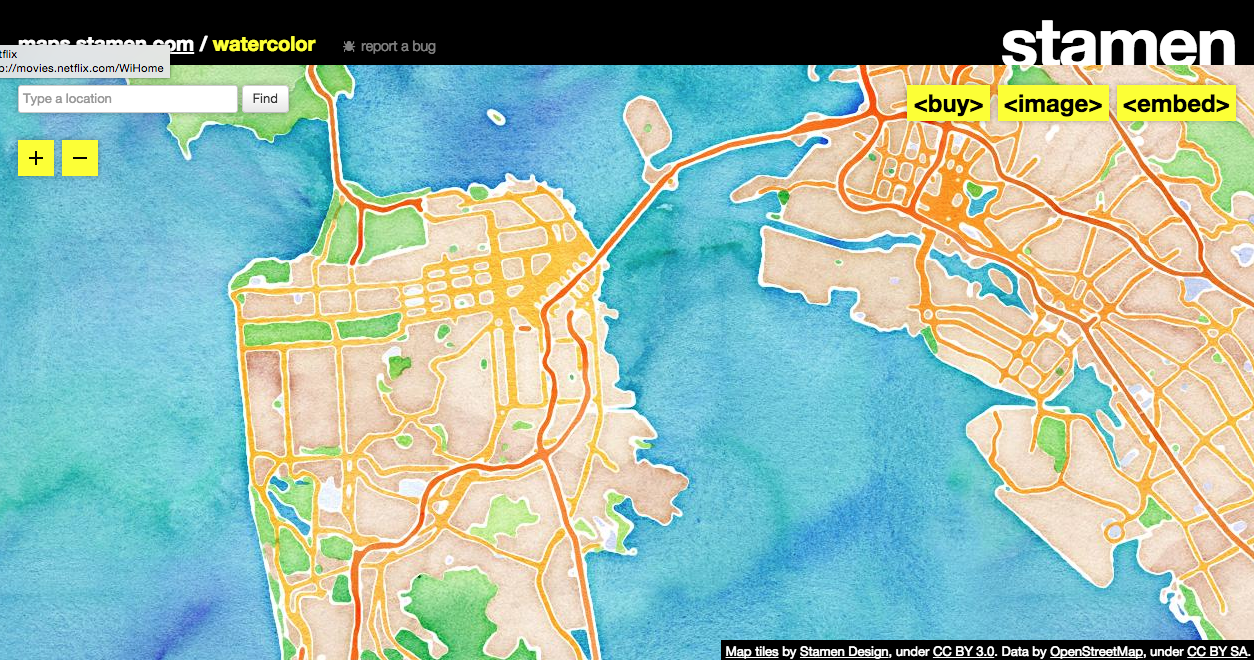 maps.stamen.com / watercolor
report a bug
stamen
tflix
p://movies.netflix.com/WiHome
Type a location
Find
<buy> <image> <embed>
+ −
Map tiles by Stamen Design, under CC BY 3.0. Data by OpenStreetMap, under CC BY SA.